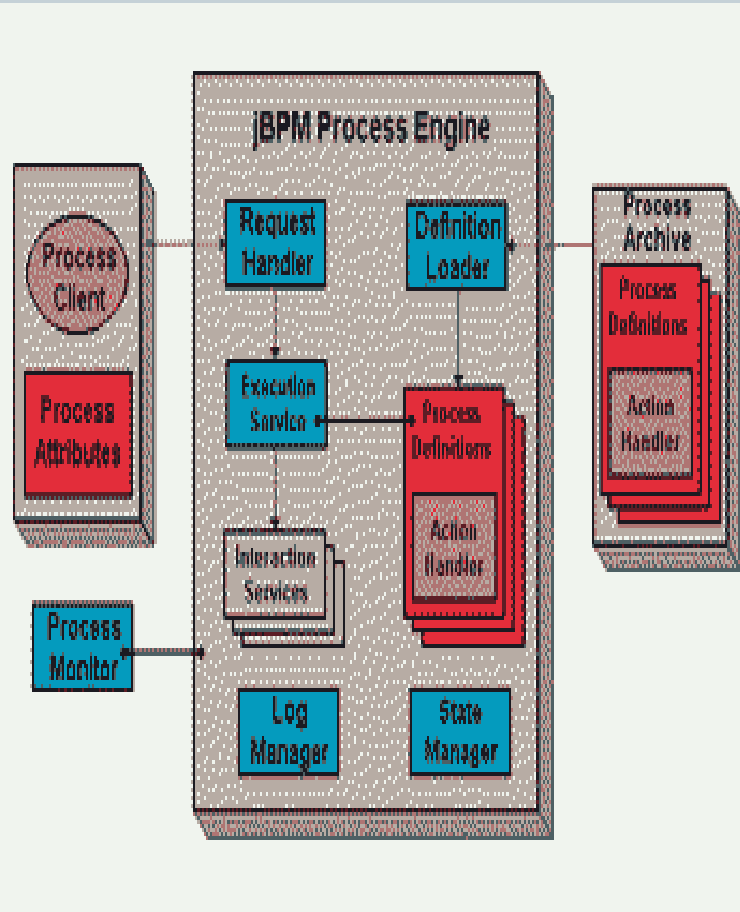 jBPM Process Engine
Process
Client
Process
Attributes
Process
Monitor
Request
Handler
Definition
Loader
Execution
Service
Process
Definitions
Action
Handler
Interaction
Services
Log
Manager
State
Manager
Process
Archive
Process
Definitions
Action
Handler